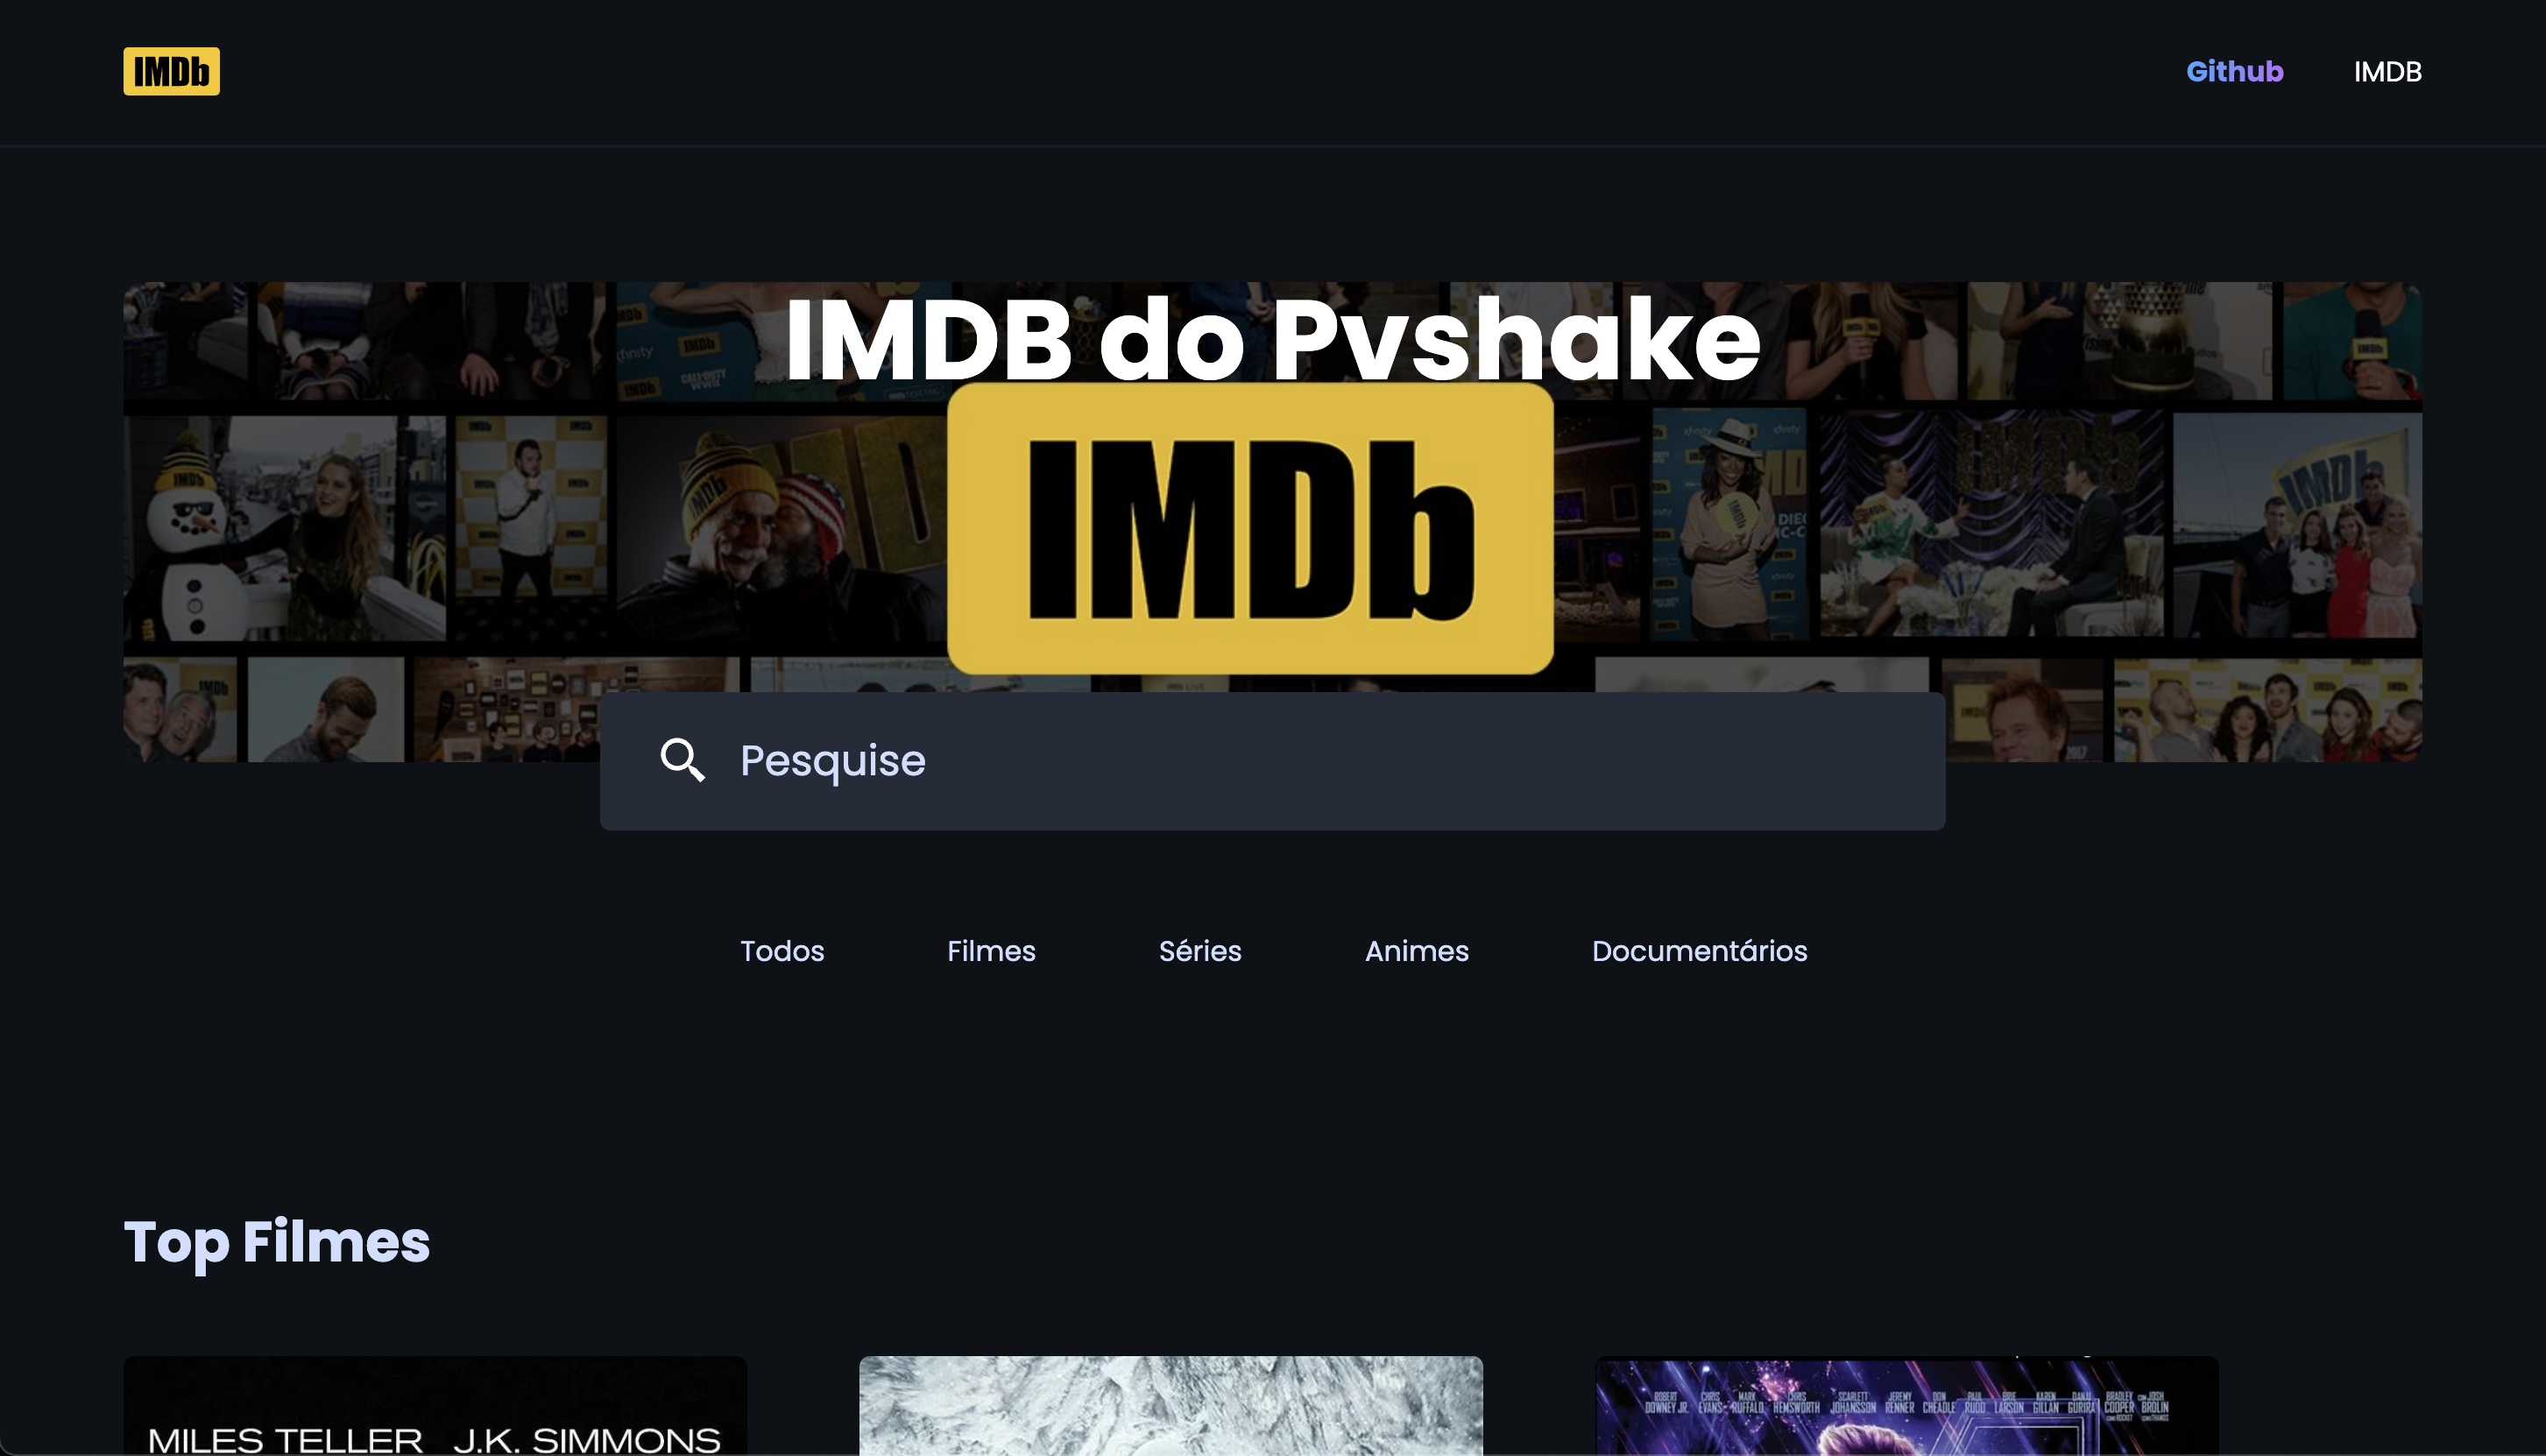 IMDb
Github IMDB
IMDB do Pvshake
IMDb
Pesquise
Todos Filmes Séries Animes Documentários
Top Filmes
MILES TELLER J.K. SIMMONS
ROBERT DOWNEY JR. CHRIS EVANS MARK RUFFALO CHRIS HEMSWORTH SCARLETT JOHANSSON JEREMY RENNER DON CHEADLE PAUL RUDD BRIE LARSON KAREN GILLAN DANAI GURIRA BRADLEY COOPER JOSH BROLIN